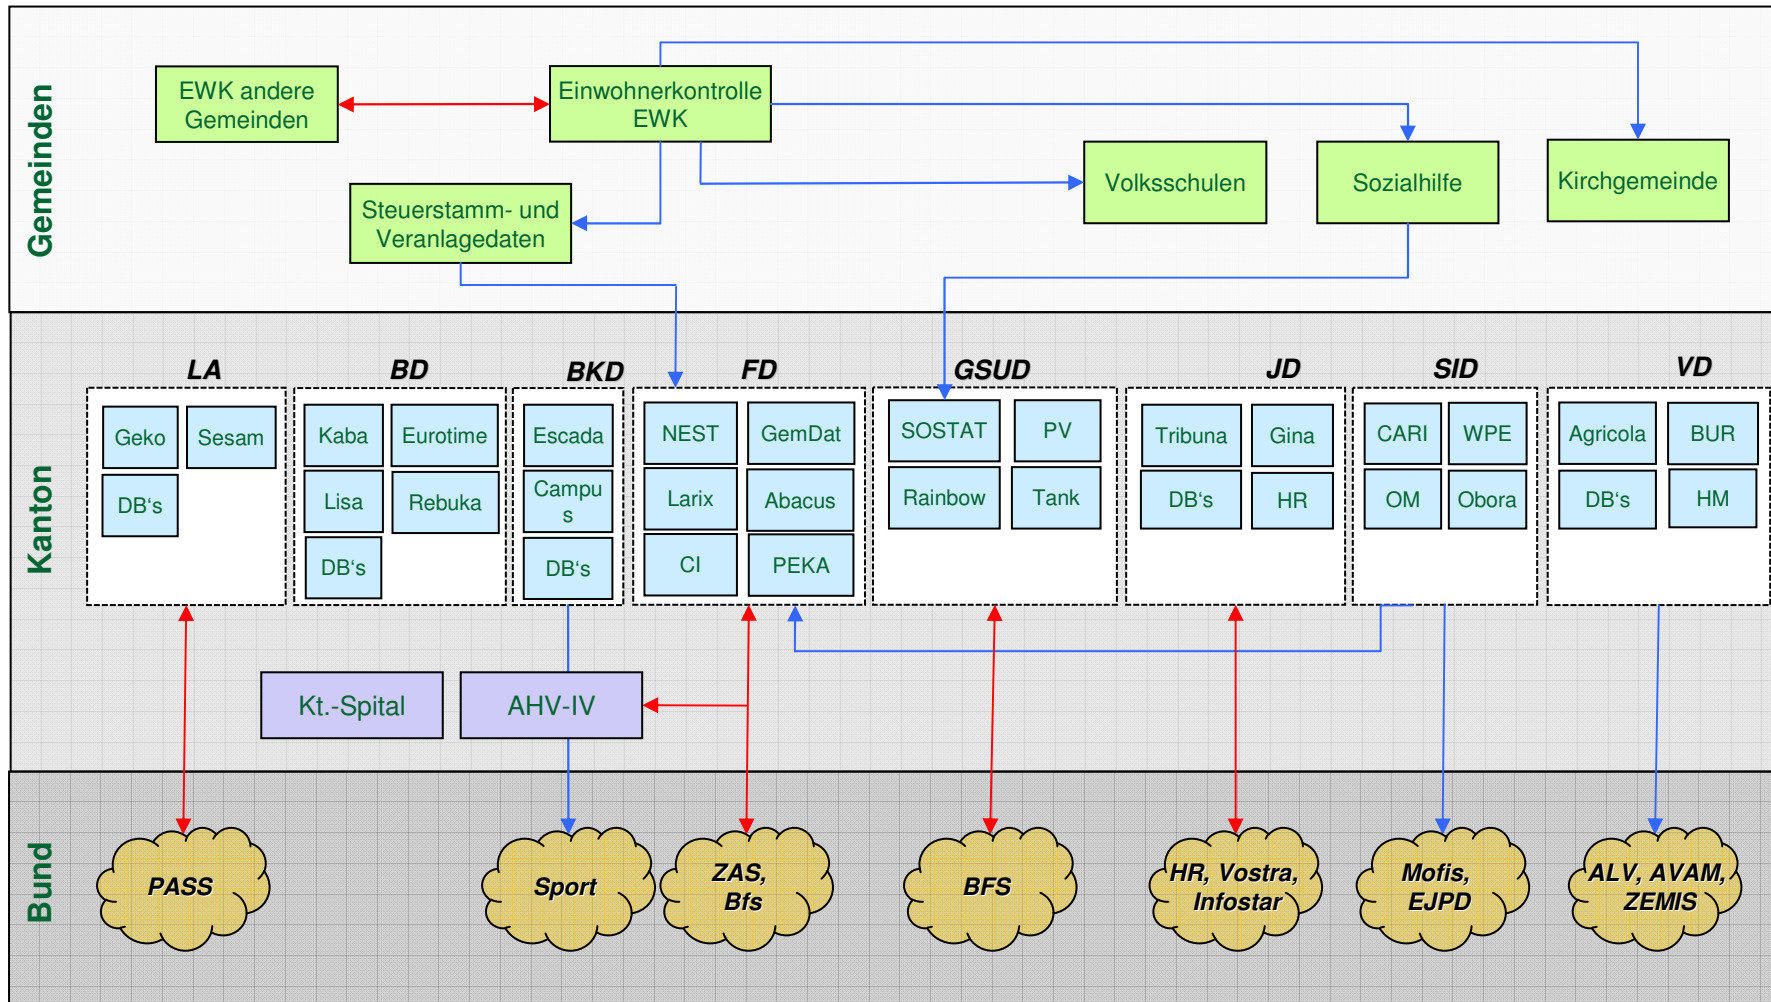 Gemeinden
EWK andere
Gemeinden
Einwohnerkontrolle
EWK
Steuerstamm- und
Veranlagedaten
Volksschulen
Sozialhilfe
Kirchgemeinde
Kanton
LA
Geko
Sesam
DB‘s
BD
Kaba
Eurotime
Lisa
Rebuka
DB‘s
BKD
Escada
Campu
s
DB‘s
FD
NEST
GemDat
Larix
Abacus
CI
PEKA
GSUD
SOSTAT
PV
Rainbow
Tank
JD
Tribuna
Gina
DB‘s
HR
SID
CARI
WPE
OM
Obora
VD
Agricola
BUR
DB‘s
HM
Kt.-Spital
AHV-IV
Bund
PASS
Sport
ZAS,
Bfs
BFS
HR, Vostra,
Infostar
Mofis,
EJPD
ALV, AVAM,
ZEMIS